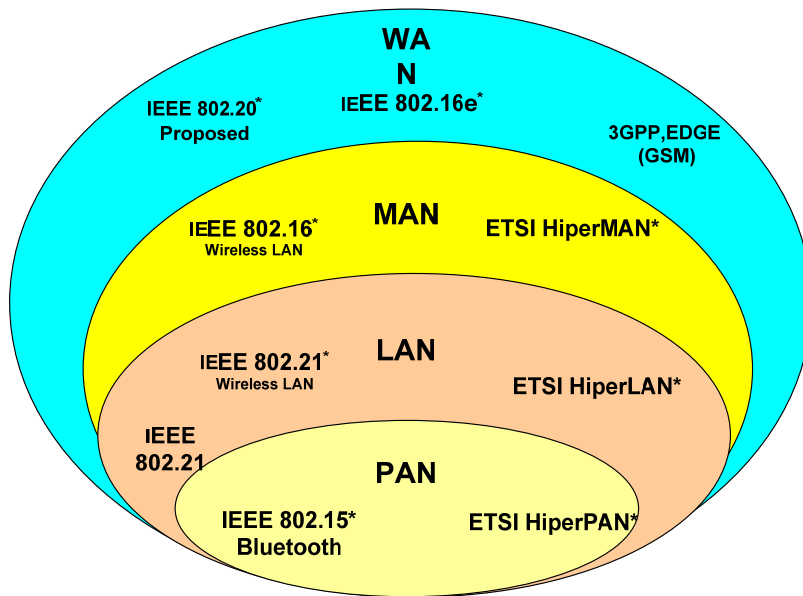 WA
N
IEEE 802.20*
Proposed
IEEE 802.16e*
3GPP,EDGE
(GSM)
MAN
IEEE 802.16*
Wireless LAN
ETSI HiperMAN*
LAN
IEEE 802.21*
Wireless LAN
ETSI HiperLAN*
IEEE
802.21
PAN
IEEE 802.15*
Bluetooth
ETSI HiperPAN*